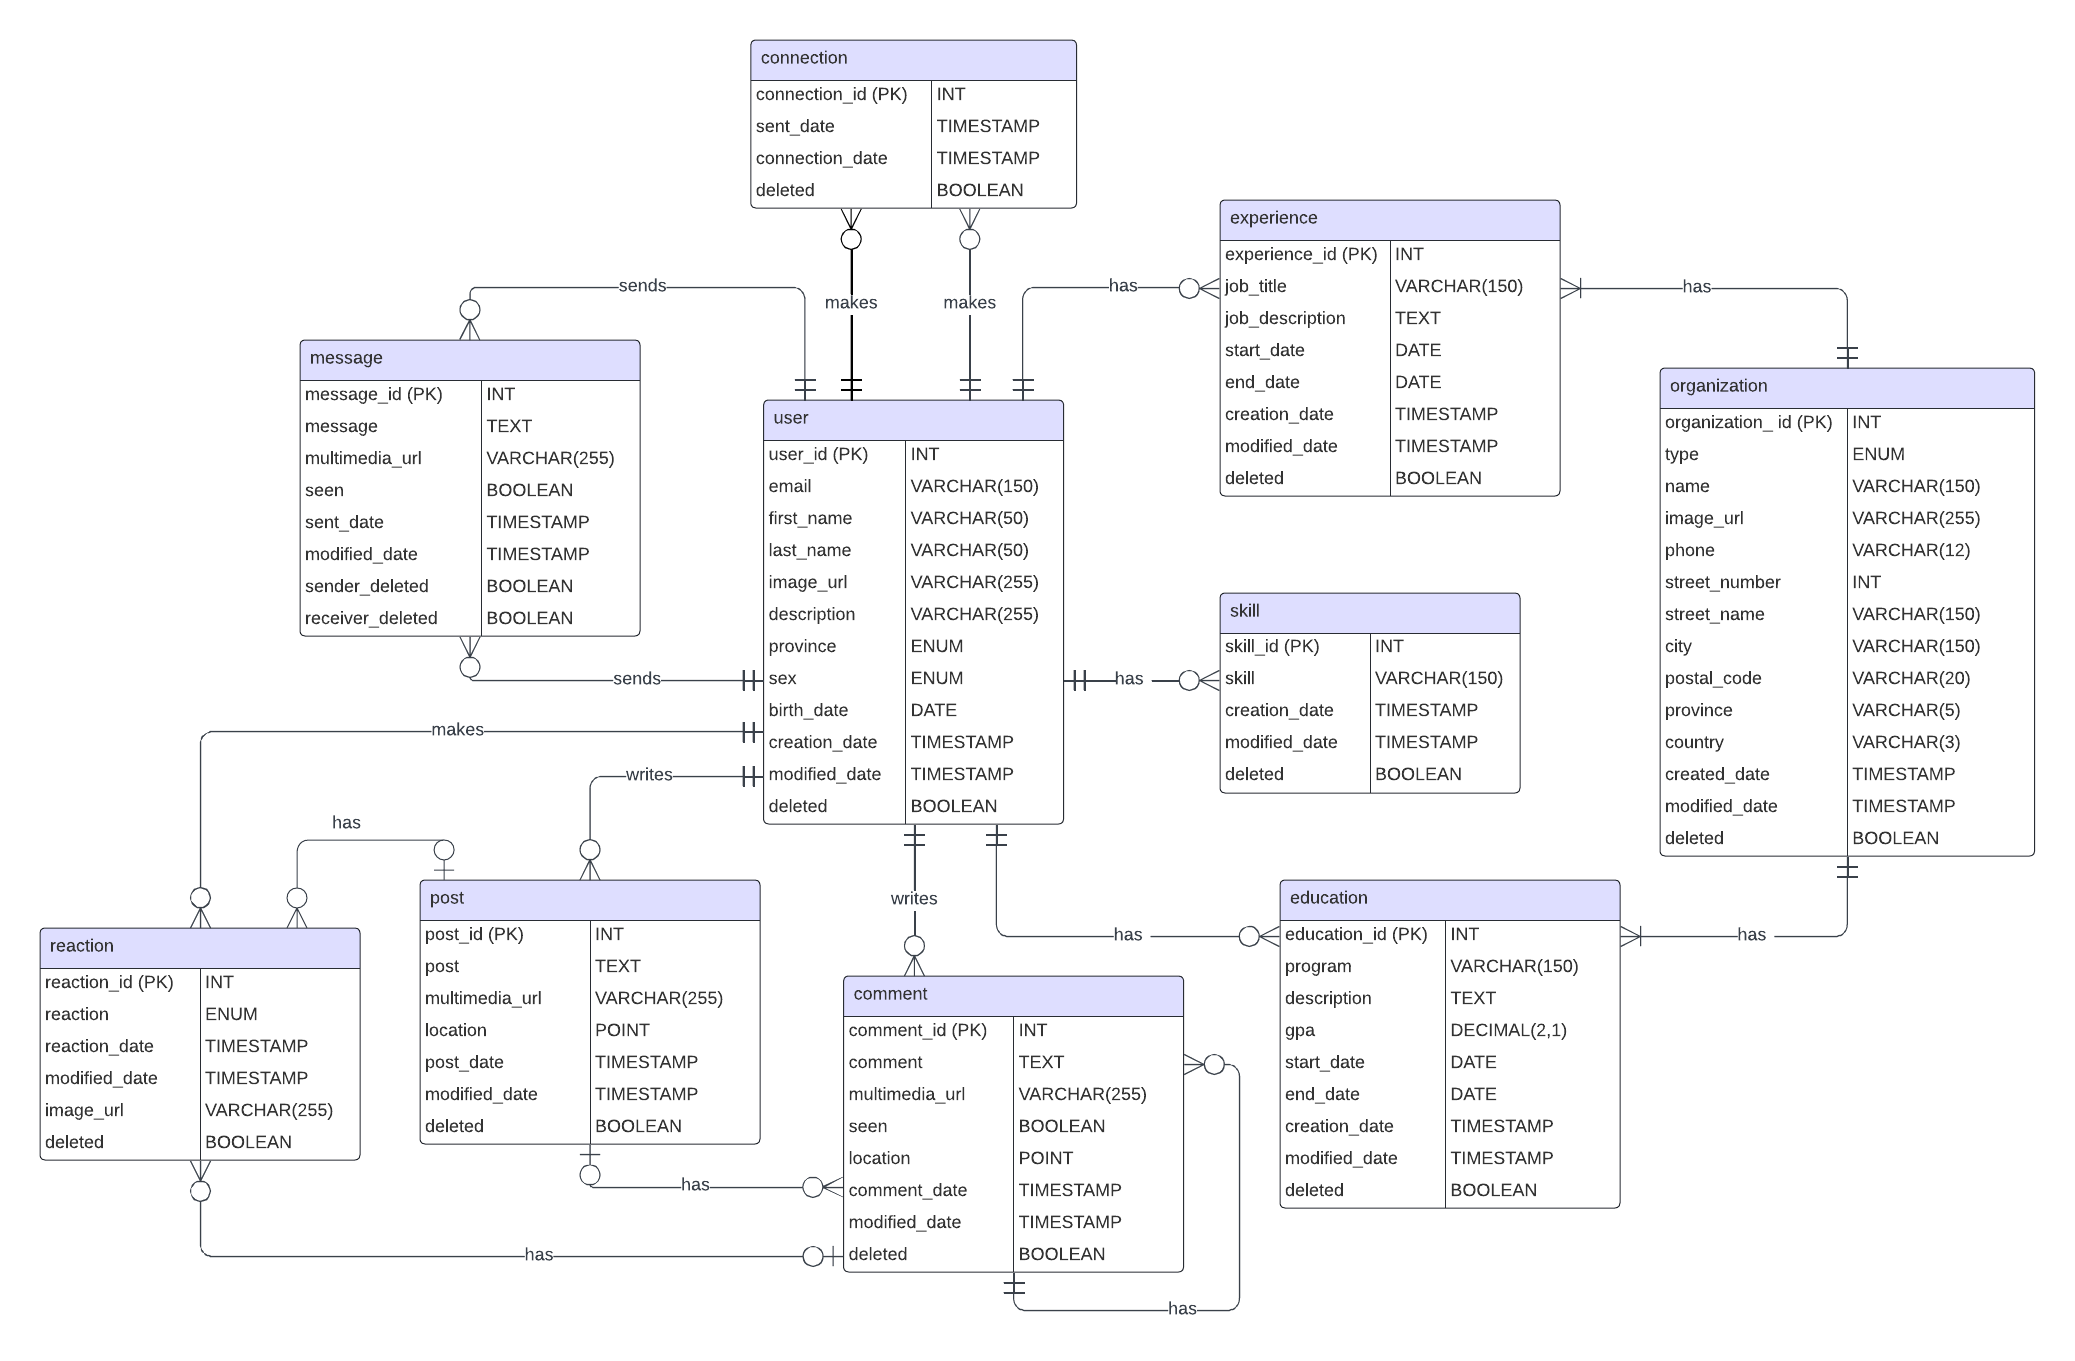 connection
connection_id (PK) INT
sent_date TIMESTAMP
connection_date TIMESTAMP
deleted BOOLEAN
experience
experience_id (PK) INT
job_title VARCHAR(150)
job_description TEXT
start_date DATE
end_date DATE
creation_date TIMESTAMP
modified_date TIMESTAMP
deleted BOOLEAN
sends
makes
makes
has
has
message
message_id (PK) INT
message TEXT
multimedia_url VARCHAR(255)
seen BOOLEAN
sent_date TIMESTAMP
modified_date TIMESTAMP
sender_deleted BOOLEAN
receiver_deleted BOOLEAN
user
user_id (PK) INT
email VARCHAR(150)
first_name VARCHAR(50)
last_name VARCHAR(50)
image_url VARCHAR(255)
description VARCHAR(255)
province ENUM
sex ENUM
birth_date DATE
creation_date TIMESTAMP
modified_date TIMESTAMP
deleted BOOLEAN
organization
organization_ id (PK) INT
type ENUM
name VARCHAR(150)
image_url VARCHAR(255)
phone VARCHAR(12)
street_number INT
street_name VARCHAR(150)
city VARCHAR(150)
postal_code VARCHAR(20)
province VARCHAR(5)
country VARCHAR(3)
created_date TIMESTAMP
modified_date TIMESTAMP
deleted BOOLEAN
skill
skill_id (PK) INT
skill VARCHAR(150)
creation_date TIMESTAMP
modified_date TIMESTAMP
deleted BOOLEAN
sends
has
makes
writes
has
writes
has
has
reaction
reaction_id (PK) INT
reaction ENUM
reaction_date TIMESTAMP
modified_date TIMESTAMP
image_url VARCHAR(255)
deleted BOOLEAN
post
post_id (PK) INT
post TEXT
multimedia_url VARCHAR(255)
location POINT
post_date TIMESTAMP
modified_date TIMESTAMP
deleted BOOLEAN
comment
comment_id (PK) INT
comment TEXT
multimedia_url VARCHAR(255)
seen BOOLEAN
location POINT
comment_date TIMESTAMP
modified_date TIMESTAMP
deleted BOOLEAN
education
education_id (PK) INT
program VARCHAR(150)
description TEXT
gpa DECIMAL(2,1)
start_date DATE
end_date DATE
creation_date TIMESTAMP
modified_date TIMESTAMP
deleted BOOLEAN
has
has
has